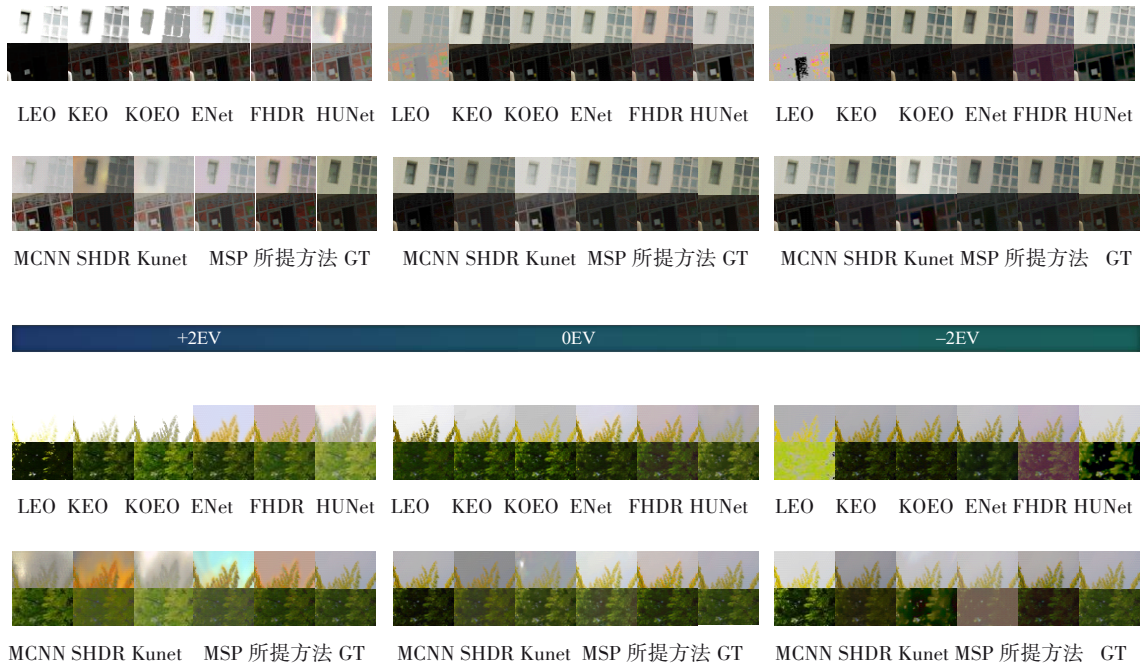 LEO KEO KOEO ENet FHDR HUNet LEO KEO KOEO ENet FHDR HUNet LEO KEO KOEO ENet FHDR HUNet
MCNN SHDR Kunet MSP 所提方法 GT MCNN SHDR Kunet MSP 所提方法 GT MCNN SHDR Kunet MSP 所提方法 GT
+2EV 0EV −2EV
LEO KEO KOEO ENet FHDR HUNet LEO KEO KOEO ENet FHDR HUNet LEO KEO KOEO ENet FHDR HUNet
MCNN SHDR Kunet MSP 所提方法 GT MCNN SHDR Kunet MSP 所提方法 GT MCNN SHDR Kunet MSP 所提方法 GT